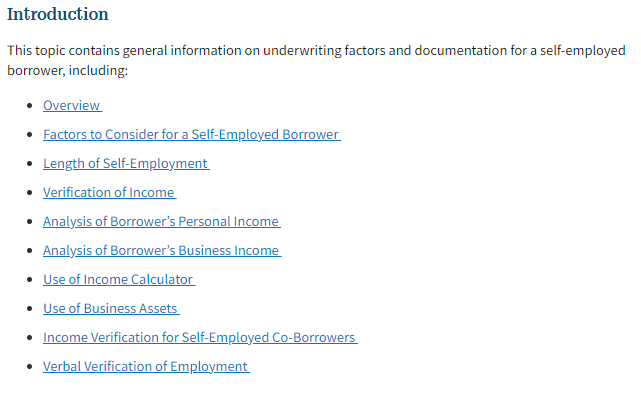 Introduction
This topic contains general information on underwriting factors and documentation for a self-employed
borrower, including:
• Overview
• Factors to Consider for a Self-Employed Borrower
• Length of Self-Employment
• Verification of Income
• Analysis of Borrower’s Personal Income
• Analysis of Borrower’s Business Income
• Use of Income Calculator
• Use of Business Assets
• Income Verification for Self-Employed Co-Borrowers
• Verbal Verification of Employment